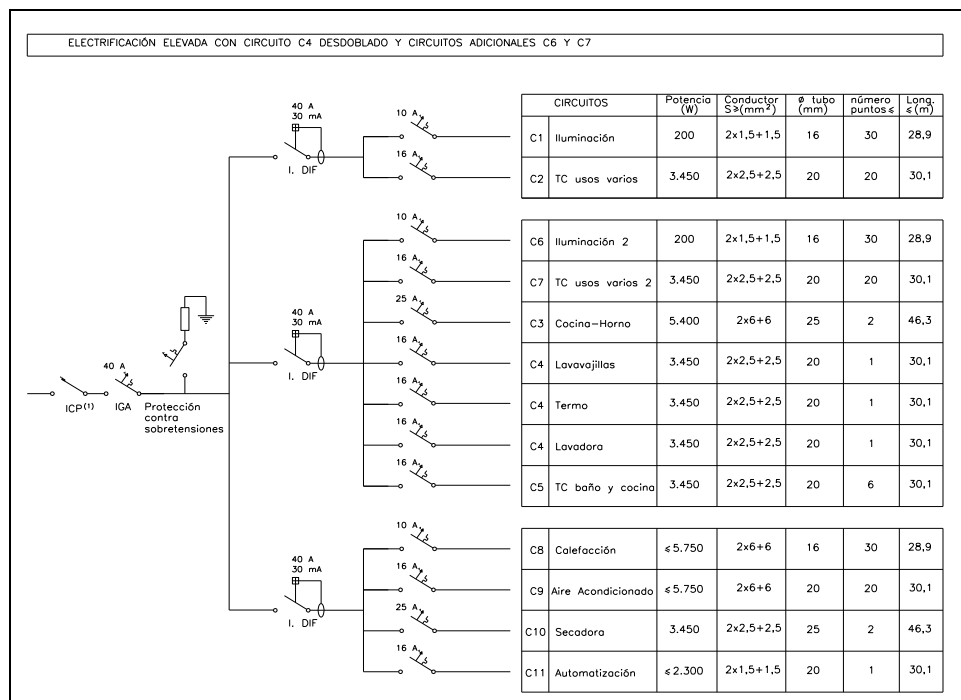 ELECTRIFICACIÓN ELEVADA CON CIRCUITO C4 DESDOBLADO Y CIRCUITOS ADICIONALES C6 Y C7
CIRCUITOS Potencia (W) Conductor S≥(mm²) ø tubo (mm) número puntos≤ Long. ≤(m)
40 A
30 mA
I. DIF
10 A
C1 Iluminación 200 2x1,5+1,5 16 30 28,9
16 A
C2 TC usos varios 3.450 2x2,5+2,5 20 20 30,1
10 A
C6 Iluminación 2 200 2x1,5+1,5 16 30 28,9
16 A
C7 TC usos varios 2 3.450 2x2,5+2,5 20 20 30,1
25 A
C3 Cocina-Horno 5.400 2x6+6 25 2 46,3
40 A
30 mA
I. DIF
16 A
C4 Lavavajillas 3.450 2x2,5+2,5 20 1 30,1
16 A
C4 Termo 3.450 2x2,5+2,5 20 1 30,1
16 A
C4 Lavadora 3.450 2x2,5+2,5 20 1 30,1
16 A
C5 TC baño y cocina 3.450 2x2,5+2,5 20 6 30,1
40 A
ICP(1) IGA Protección
contra
sobretensiones
10 A
C8 Calefacción ≤5.750 2x6+6 16 30 28,9
40 A
30 mA
I. DIF
16 A
C9 Aire Acondicionado ≤5.750 2x6+6 20 20 30,1
25 A
C10 Secadora 3.450 2x2,5+2,5 25 2 46,3
16 A
C11 Automatización ≤2.300 2x1,5+1,5 20 1 30,1